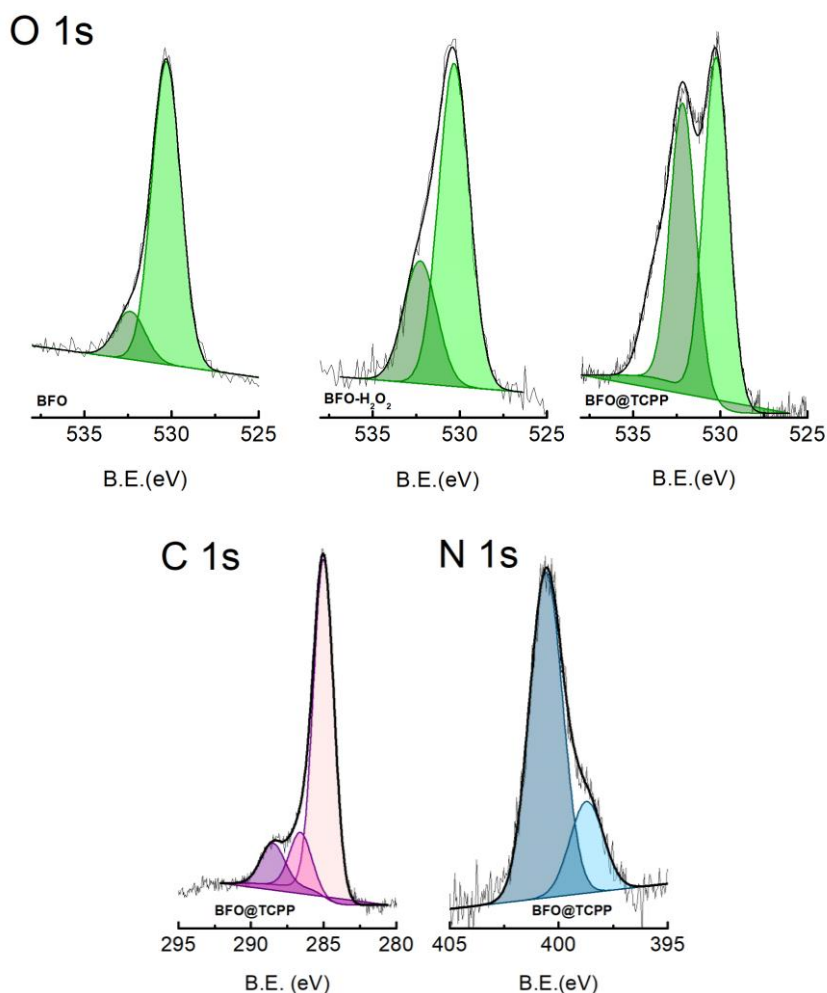 O 1s
BFO
BFO-H₂O₂
BFO@TCPP
535 530 525
535 530 525
535 530 525
B.E.(eV)
B.E.(eV)
B.E.(eV)
C 1s
N 1s
BFO@TCPP
BFO@TCPP
295 290 285 280
405 400 395
B.E. (eV)
B.E. (eV)